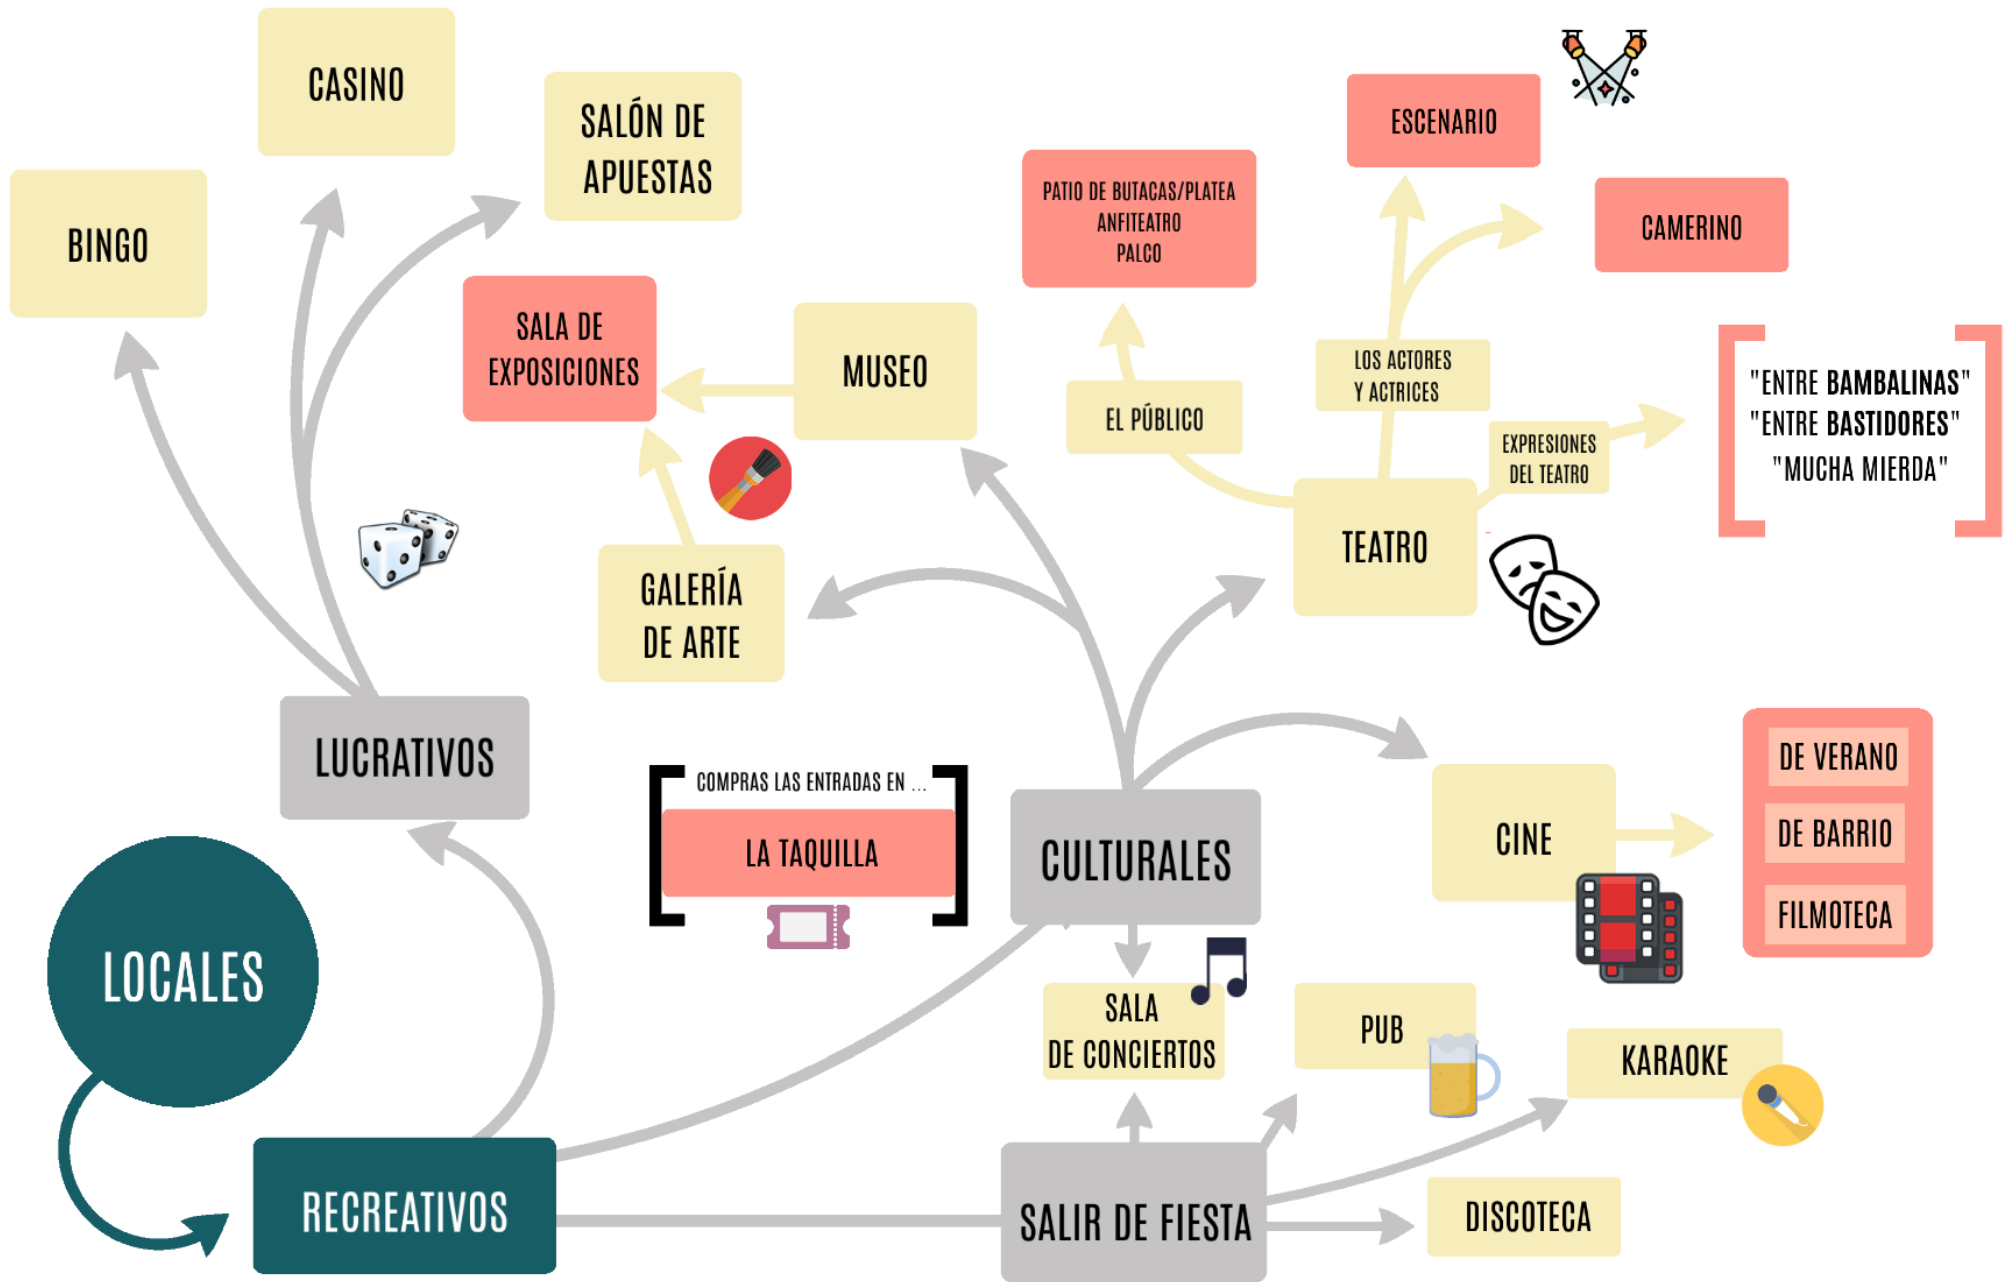 CASINO
SALÓN DE
APUESTAS
BINGO
ESCENARIO
PATIO DE BUTACAS/PLATEA
ANFITEATRO
PALCO
CAMERINO
SALA DE
EXPOSICIONES
MUSEO
LOS ACTORES
Y ACTRICES
EL PÚBLICO
"ENTRE BAMBALINAS"
"ENTRE BASTIDORES"
"MUCHA MIERDA"
EXPRESIONES
DEL TEATRO
TEATRO
GALERÍA
DE ARTE
LUCRATIVOS
COMPRAS LAS ENTRADAS EN ...
LA TAQUILLA
CULTURALES
CINE
DE VERANO
DE BARRIO
FILMOTECA
LOCALES
SALA
DE CONCIERTOS
PUB
KARAOKE
RECREATIVOS
SALIR DE FIESTA
DISCOTECA